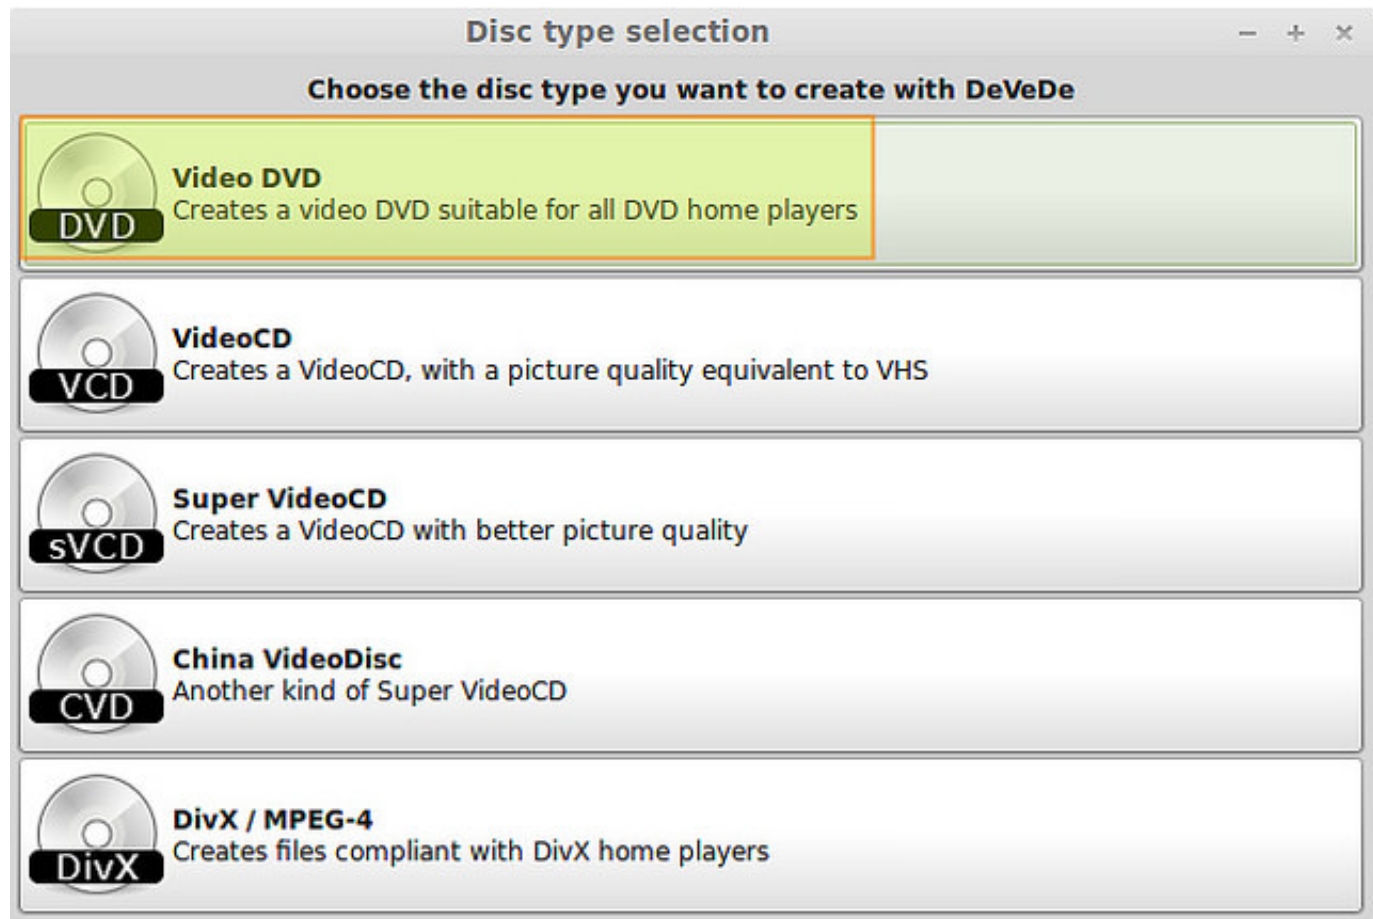 Disc type selection
Choose the disc type you want to create with DeVeDe
Video DVD
Creates a video DVD suitable for all DVD home players
DVD
VideoCD
Creates a VideoCD, with a picture quality equivalent to VHS
VCD
Super VideoCD
Creates a VideoCD with better picture quality
sVCD
China VideoDisc
Another kind of Super VideoCD
CVD
DivX / MPEG-4
Creates files compliant with DivX home players
DivX